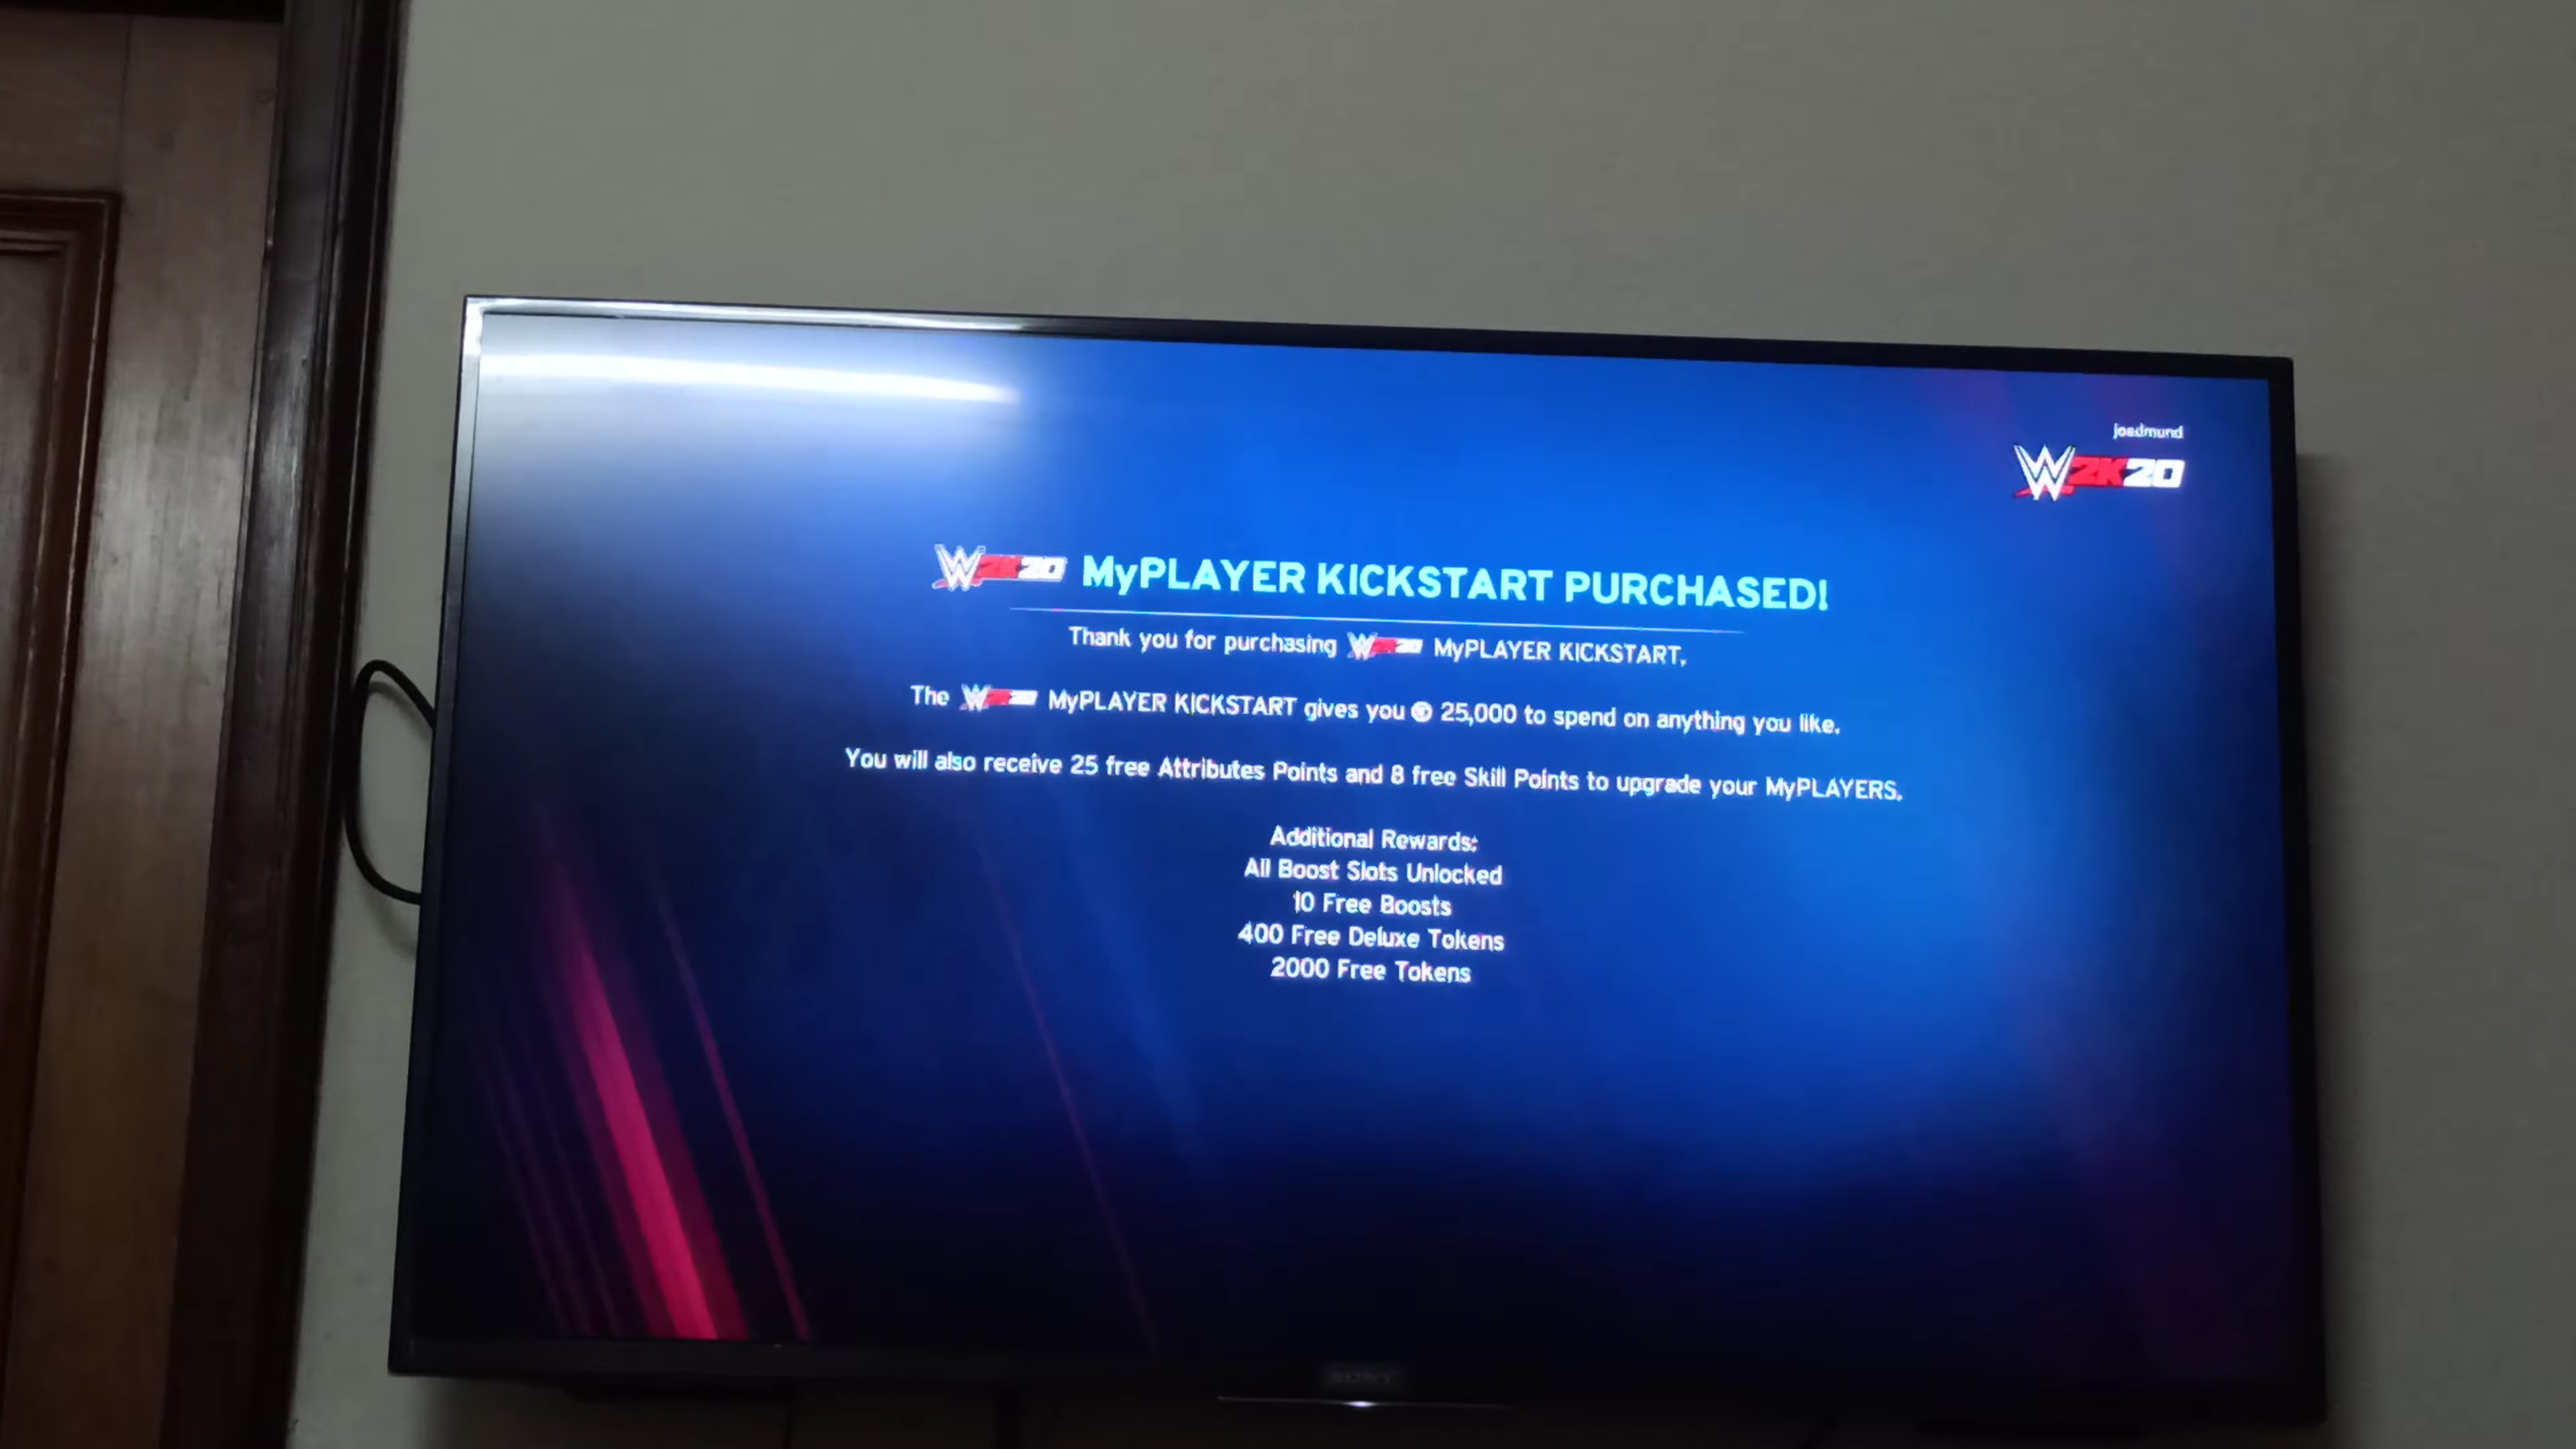 joedmund
W2K20
W2K20 MyPLAYER KICKSTART PURCHASED!
Thank you for purchasing W2K20 MyPLAYER KICKSTART.
The W2K20 MyPLAYER KICKSTART gives you 25,000 to spend on anything you like.
You will also receive 25 free Attributes Points and 8 free Skill Points to upgrade your MyPLAYERS.
Additional Rewards:
All Boost Slots Unlocked
10 Free Boosts
400 Free Deluxe Tokens
2000 Free Tokens
SONY